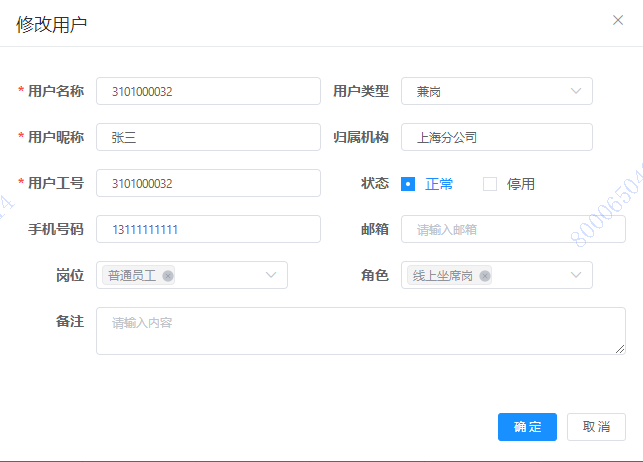 修改用户
* 用户名称 3101000032 用户类型 兼岗
* 用户昵称 张三 归属机构 上海分公司
* 用户工号 3101000032 状态 正常 停用
手机号码 13111111111 邮箱 请输入邮箱
岗位 普通员工 角色 线上坐席岗
备注 请输入内容
确定 取消